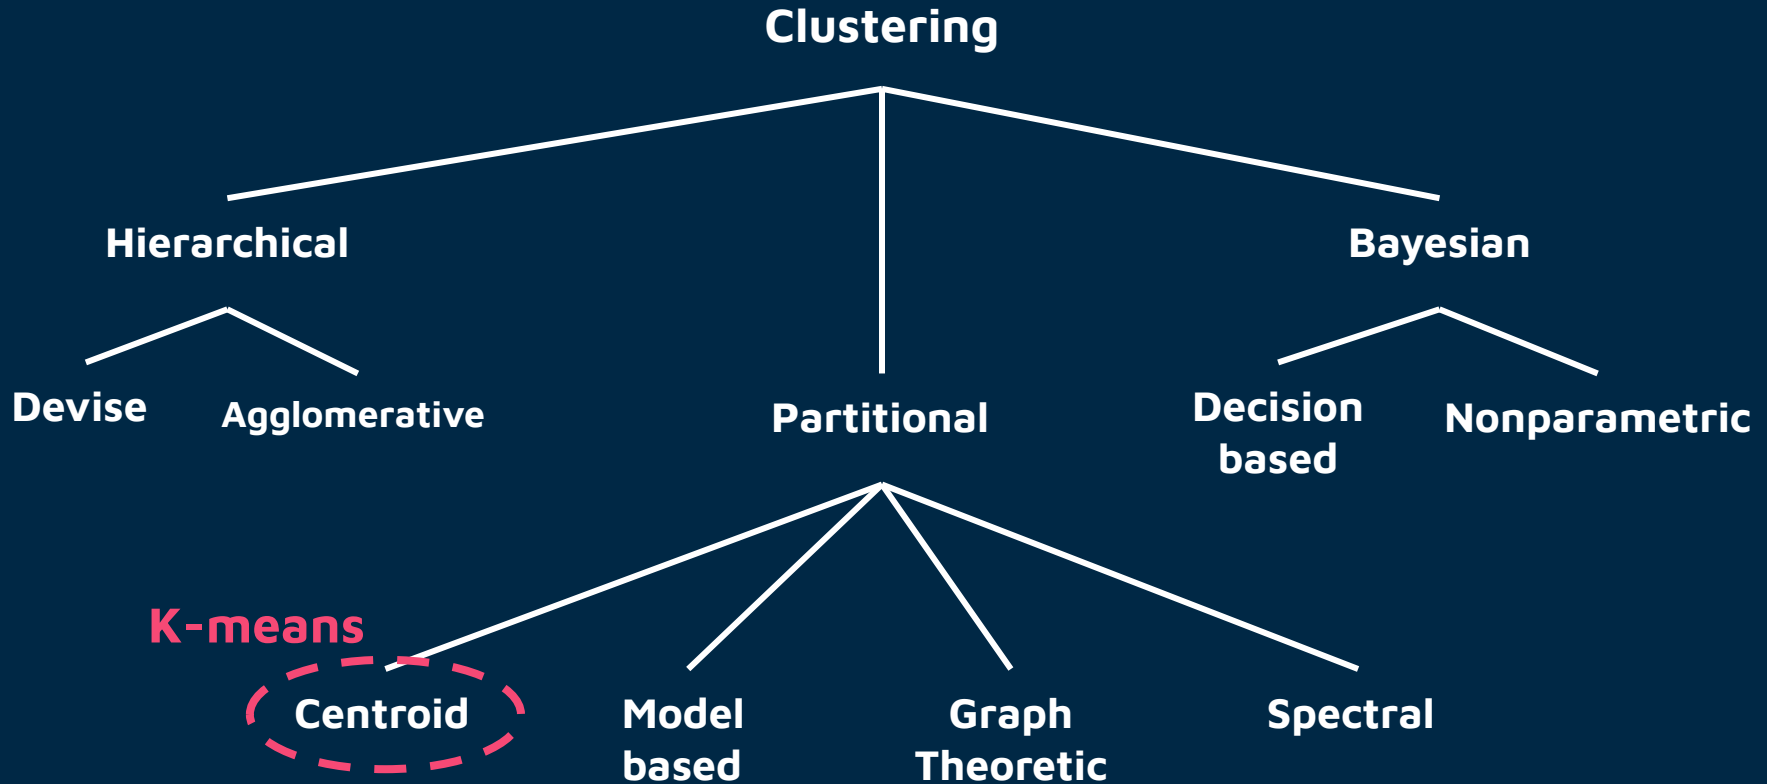 Clustering
Hierarchical
Bayesian
Devise
Agglomerative
Partitional
Decision
based
Nonparametric
K-means
Centroid
Model
based
Graph
Theoretic
Spectral